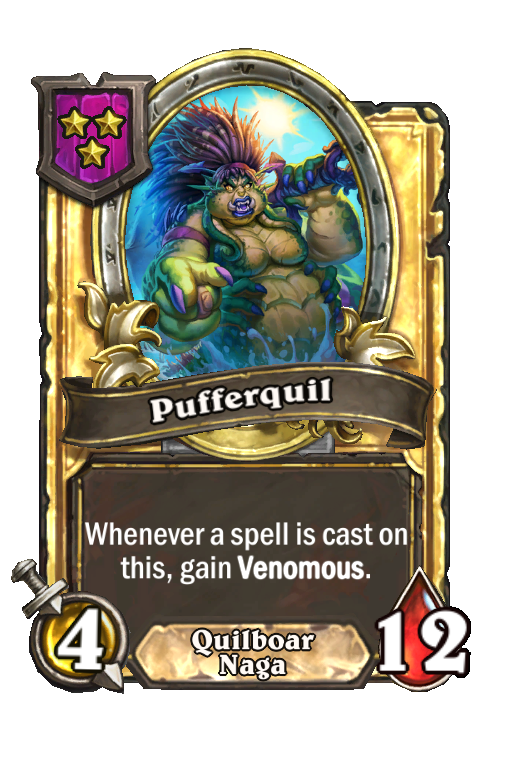 Pufferquil
Whenever a spell is cast on
this, gain Venomous.
4
Quilboar
Naga
12